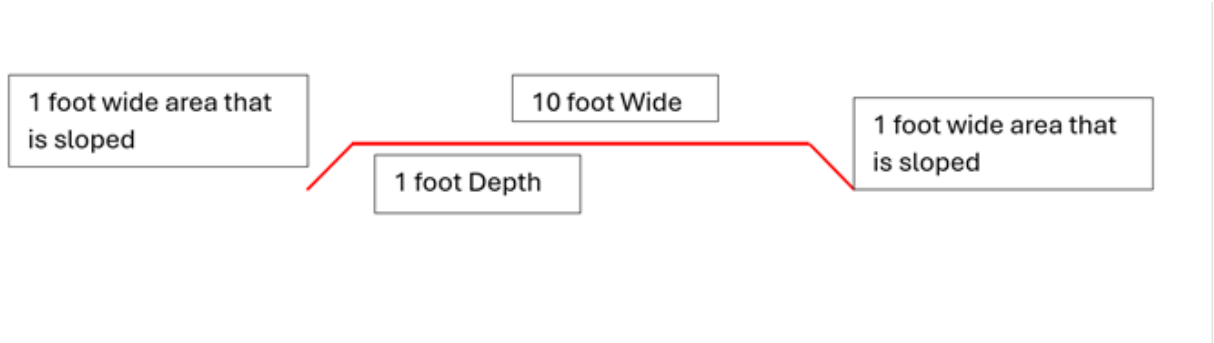 1 foot wide area that
is sloped
10 foot Wide
1 foot wide area that
is sloped
1 foot Depth